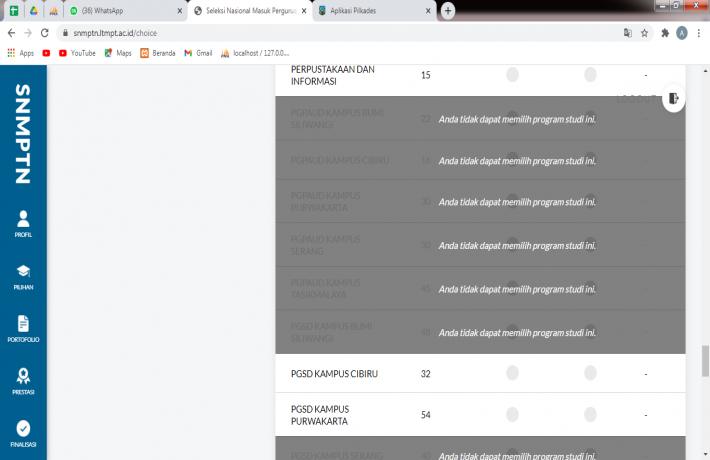 (36) WhatsApp
Seleksi Nasional Masuk Pergurua
Aplikasi Pilkades
snmptn.ltmpt.ac.id/choice
A
Apps
YouTube
Maps
Beranda
Gmail
localhost / 127.0.0....
SNMPTN
PROFIL
PILIHAN
PORTOFOLIO
PRESTASI
FINALISASI
LOGOUT
PERPUSTAKAAN DAN
INFORMASI 15 -
PGPAUD KAMPUS BUMI
SILIWANGI 22 Anda tidak dapat memilih program studi ini.
PGPAUD KAMPUS CIBIRU 16 Anda tidak dapat memilih program studi ini.
PGPAUD KAMPUS
PURWAKARTA 30 Anda tidak dapat memilih program studi ini.
PGPAUD KAMPUS
SERANG Anda tidak dapat memilih program studi ini.
PGPAUD KAMPUS
TASIKMALAYA 45 Anda tidak dapat memilih program studi ini.
PGSD KAMPUS BUMI
SILIWANGI 48 Anda tidak dapat memilih program studi ini.
PGSD KAMPUS CIBIRU 32 -
PGSD KAMPUS
PURWAKARTA 54 -
PGSD KAMPUS SERANG 40 Anda tidak dapat memilih program studi ini.